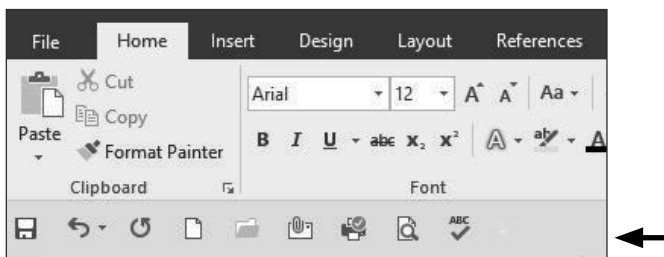 File Home Insert Design Layout References
Cut
Arial 12 A A Aa
Copy
Paste
Format Painter
B I U abc X₂ X² A ab A
Clipboard Font
ABC